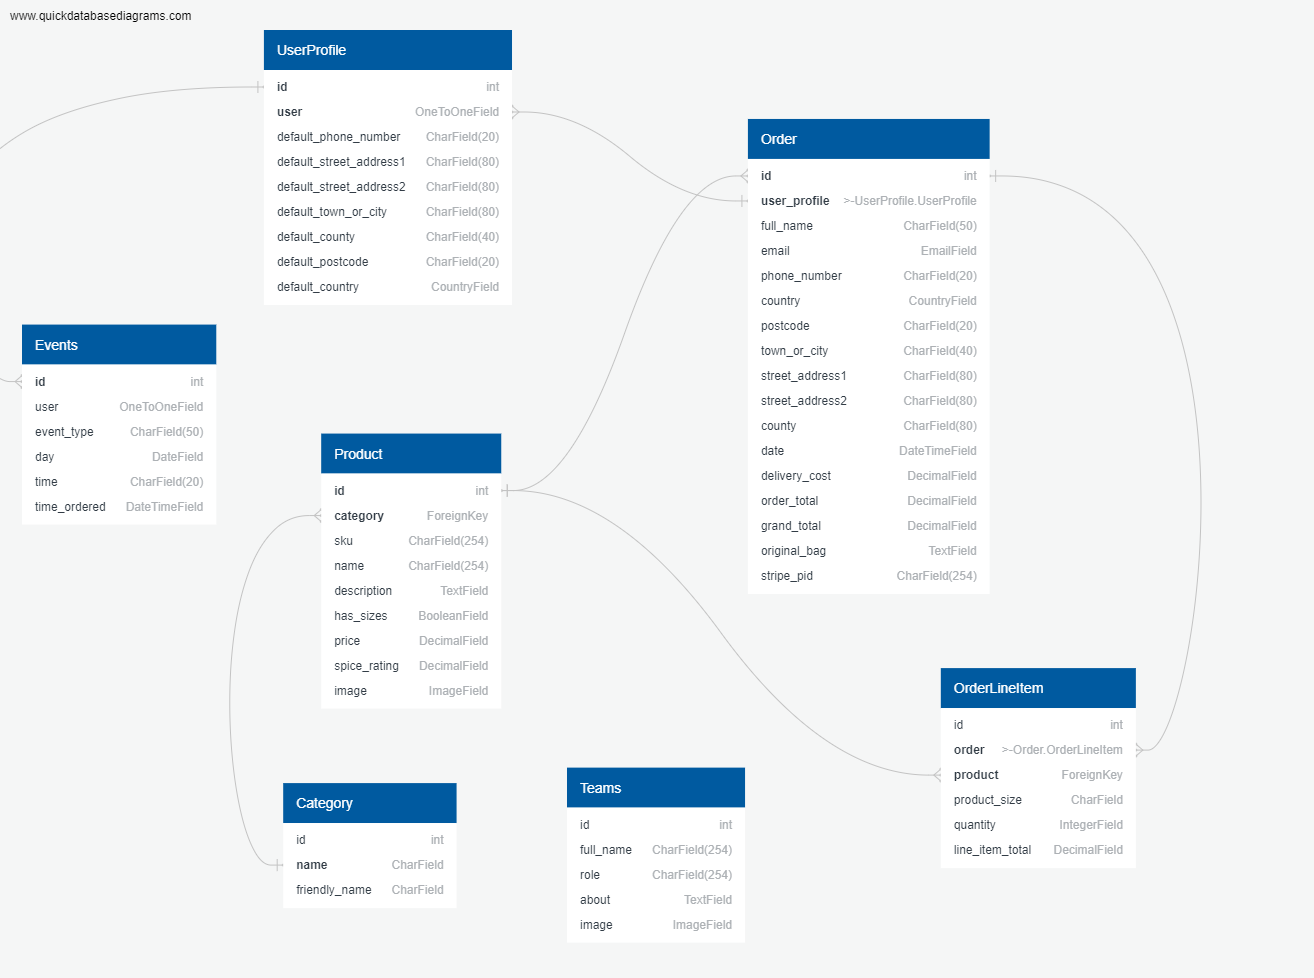 www.quickdatabasediagrams.com
UserProfile
id int
user OneToOneField
default_phone_number CharField(20)
default_street_address1 CharField(80)
default_street_address2 CharField(80)
default_town_or_city CharField(80)
default_county CharField(40)
default_postcode CharField(20)
default_country CountryField
Order
id int
user_profile >-UserProfile.UserProfile
full_name CharField(50)
email EmailField
phone_number CharField(20)
country CountryField
postcode CharField(20)
town_or_city CharField(40)
street_address1 CharField(80)
street_address2 CharField(80)
county CharField(80)
date DateTimeField
delivery_cost DecimalField
order_total DecimalField
grand_total DecimalField
original_bag TextField
stripe_pid CharField(254)
Events
id int
user OneToOneField
event_type CharField(50)
day DateField
time CharField(20)
time_ordered DateTimeField
Product
id int
category ForeignKey
sku CharField(254)
name CharField(254)
description TextField
has_sizes BooleanField
price DecimalField
spice_rating DecimalField
image ImageField
OrderLineItem
id int
order >-Order.OrderLineItem
product ForeignKey
product_size CharField
quantity IntegerField
line_item_total DecimalField
Category
id int
name CharField
friendly_name CharField
Teams
id int
full_name CharField(254)
role CharField(254)
about TextField
image ImageField